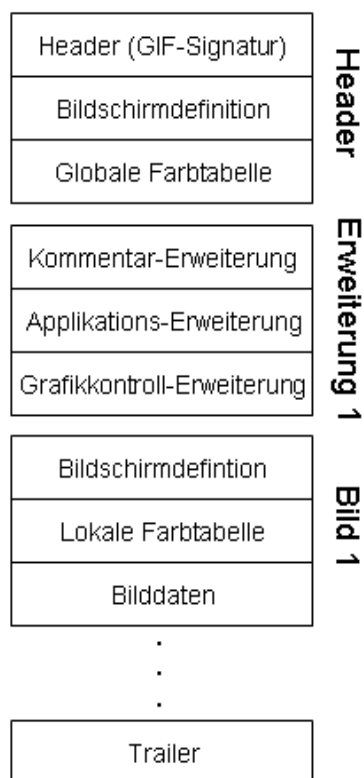 Header (GIF-Signatur)
Bildschirmdefinition
Globale Farbtabelle
Header
Kommentar-Erweiterung
Applikations-Erweiterung
Grafikkontroll-Erweiterung
Erweiterung 1
Bildschirmdefintion
Lokale Farbtabelle
Bilddaten
Bild 1
.
.
.
Trailer